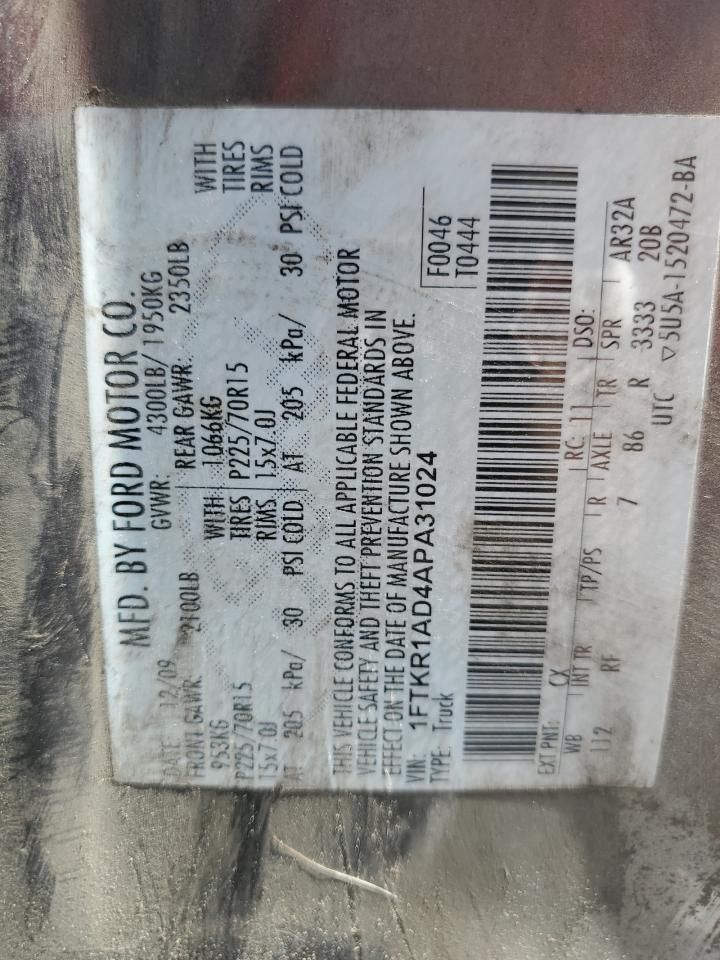 MFD. BY FORD MOTOR CO.
DATE: 12/09 GVWR: 4300LB/ 1950KG
FRONT GAWR: 2100LB REAR GAWR: 2350LB
953KG WITH 1066KG WITH
P225/70R15 TIRES P225/70R15 TIRES
15x7.0J RIMS 15x7.0J RIMS
AT 205 kPa/ 30 PSI COLD AT 205 kPa/ 30 PSI COLD
THIS VEHICLE CONFORMS TO ALL APPLICABLE FEDERAL MOTOR
VEHICLE SAFETY AND THEFT PREVENTION STANDARDS IN
EFFECT ON THE DATE OF MANUFACTURE SHOWN ABOVE.
VIN: 1FTKR1AD4APA31024 F0046
TYPE: Truck T0444
EXT PNT: CX RC: 11 DSO:
WB INT TR TP/PS R AXLE TR SPR AR32A
112 RF 7 86 R 3333 20B
UTC ▽5U5A-1520472-BA